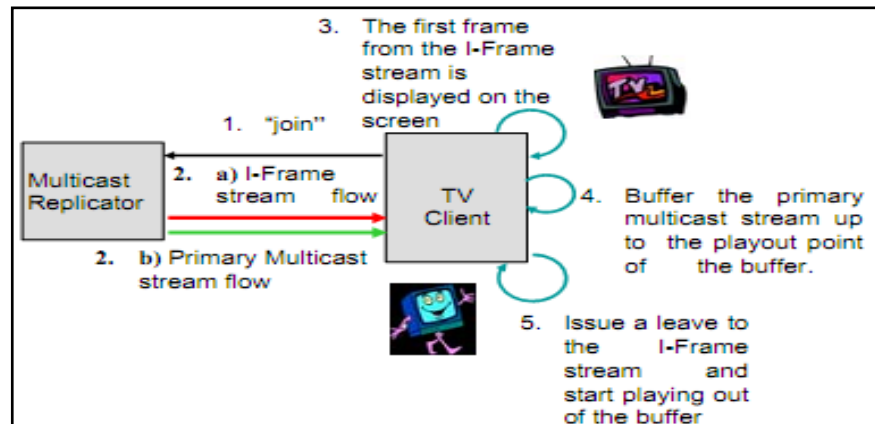 3. The first frame
from the I-Frame
stream is
displayed on the
screen
TV
1. "join"
Multicast
Replicator
2. a) I-Frame
stream flow
TV
Client
4. Buffer the primary
multicast stream up
to the playout point
of the buffer.
2. b) Primary Multicast
stream flow
5. Issue a leave to
the I-Frame
stream and
start playing out
of the buffer